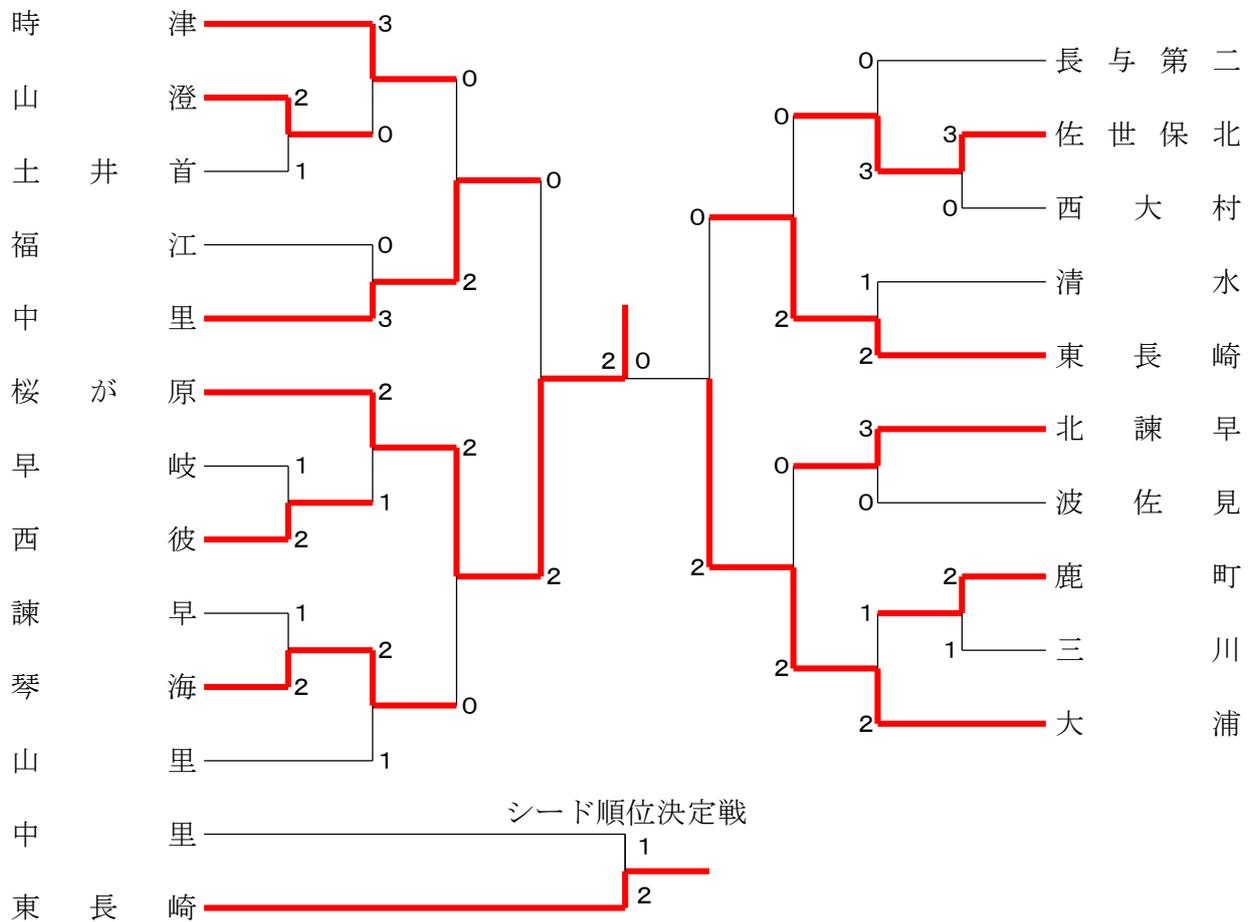 時津
3
山澄
2
0
0
土井首
1
0
福江
0
2
中里
3
桜が原
2
2
早岐
1
1
西彼
2
2
諫早
1
2
琴海
2
0
山里
1
2 0
長与第二
0
0
佐世保北
3
3
西大村
0
0
清水
1
2
東長崎
2
北諫早
3
0
波佐見
0
2
鹿町
2
1
三川
1
2
大浦
2
シード順位決定戦
中里
1
東長崎
2